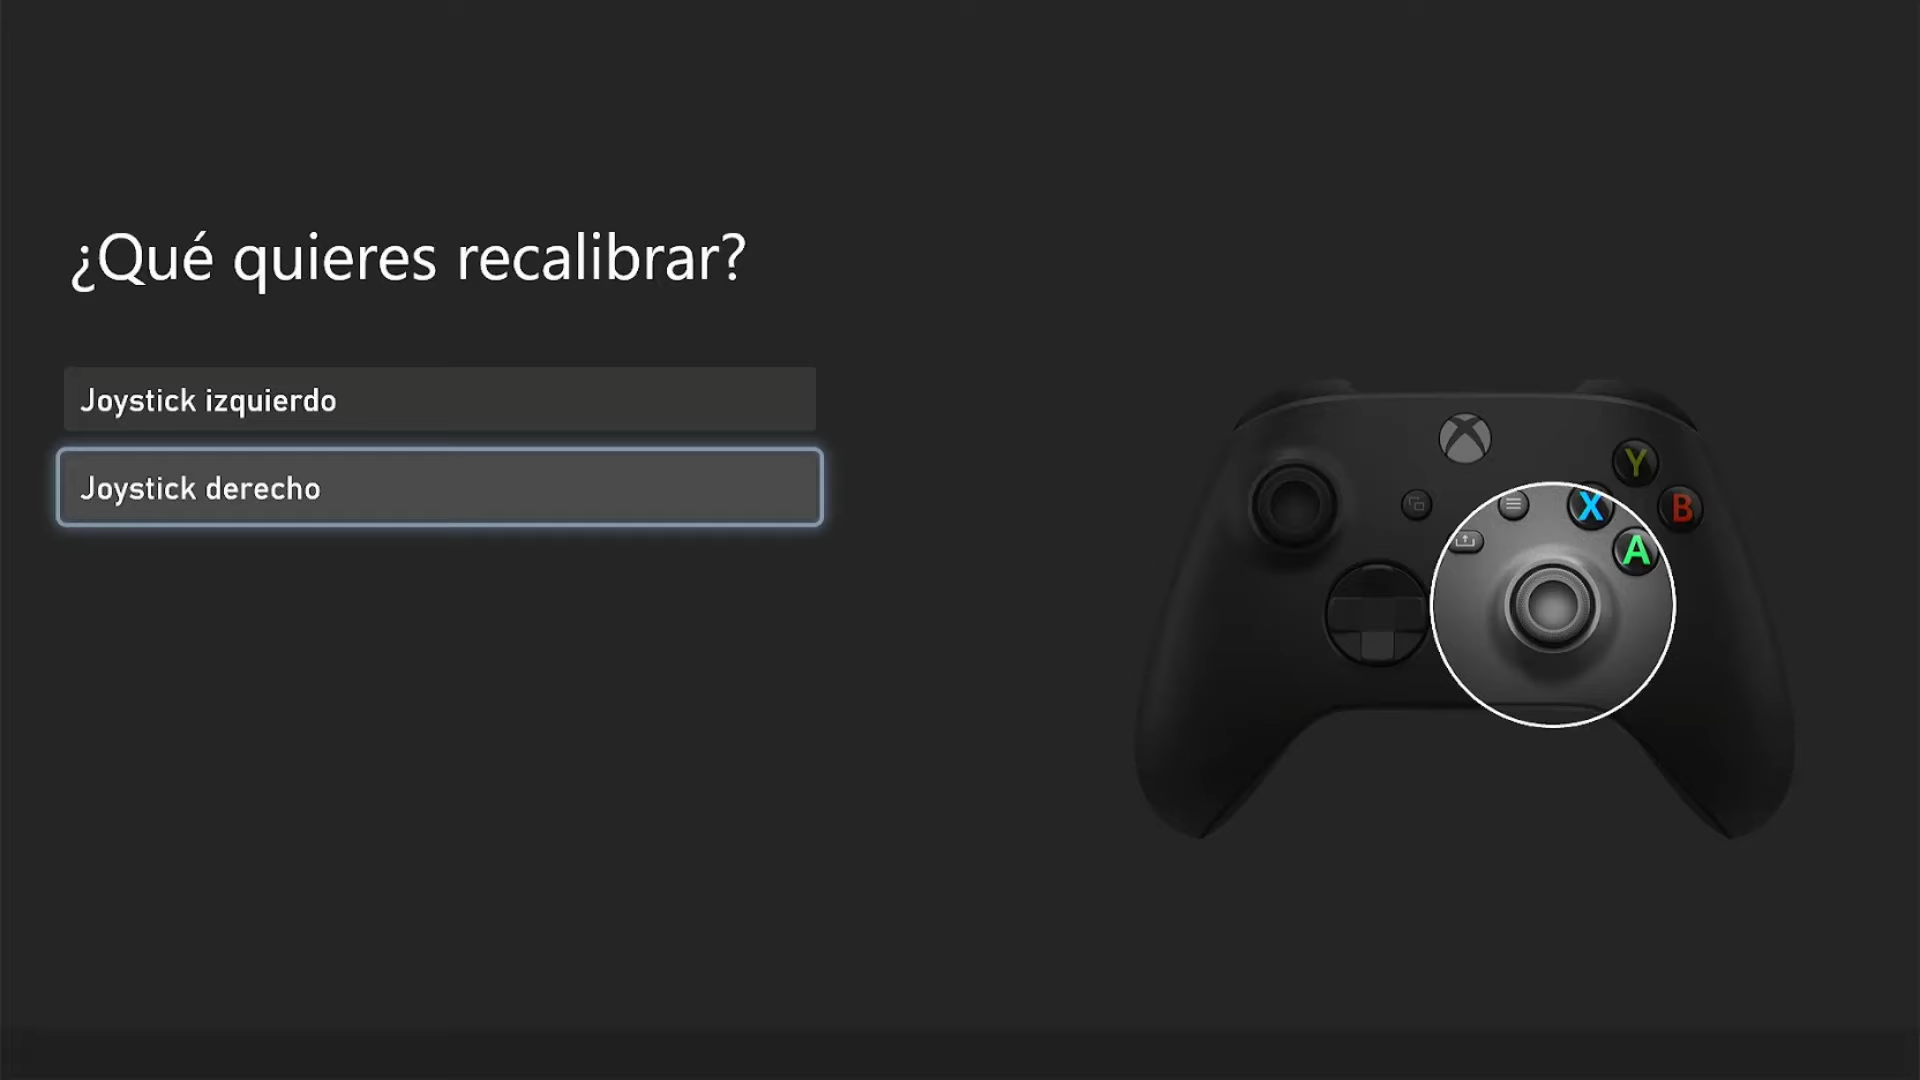 ¿Qué quieres recalibrar?
Joystick izquierdo
Joystick derecho
Y
X
B
A